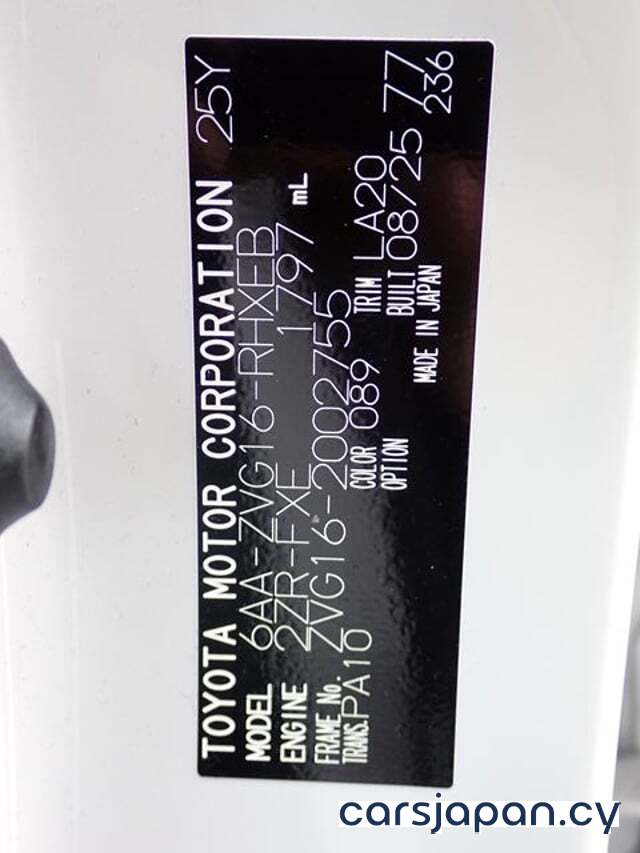 TOYOTA MOTOR CORPORATION 25Y
MODEL 6AA-ZVG16-RHXEB
ENGINE 2ZR-FXE 1797 mL
FRAME No. ZVG16-2002755
TRANS. PA10 COLOR 089 TRIM LA20
OPTION BUILT 08/25 77
MADE IN JAPAN 236
carsjapan.cy